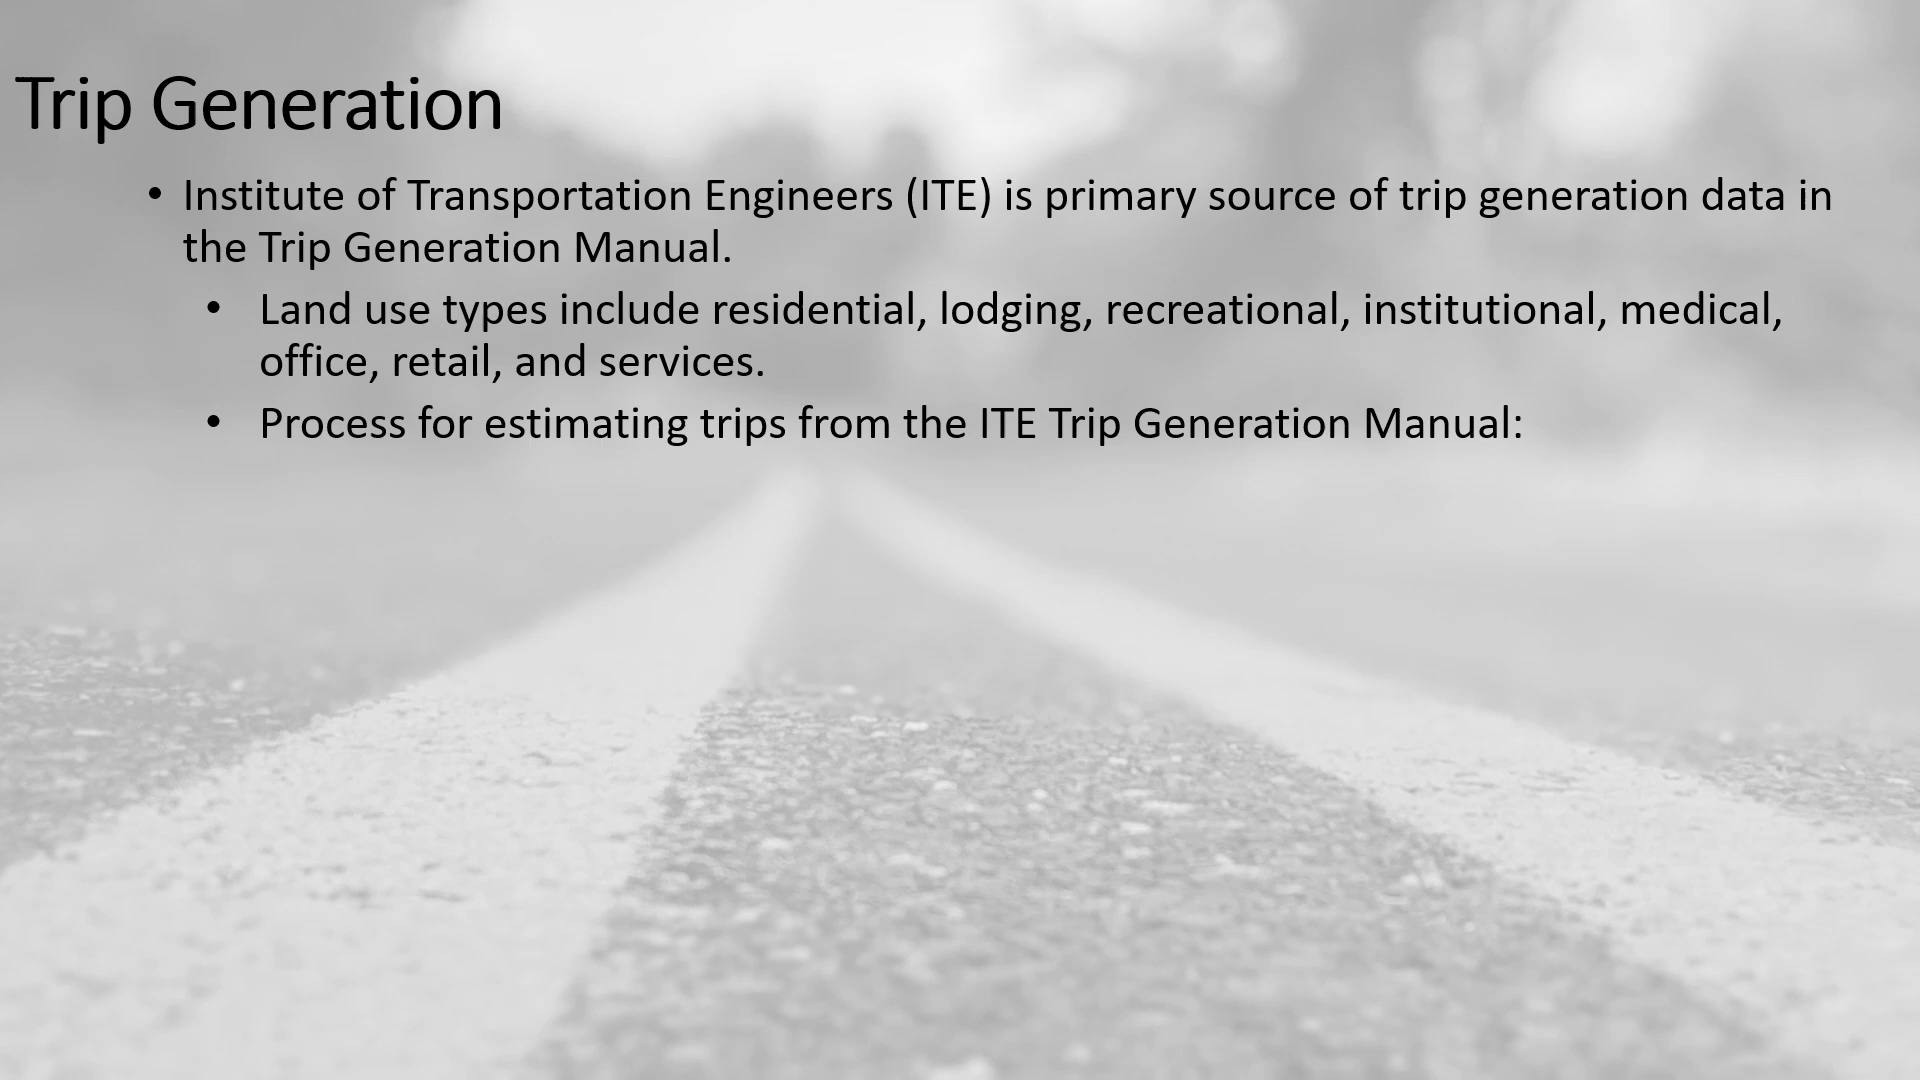 Trip Generation
• Institute of Transportation Engineers (ITE) is primary source of trip generation data in
the Trip Generation Manual.
• Land use types include residential, lodging, recreational, institutional, medical,
office, retail, and services.
• Process for estimating trips from the ITE Trip Generation Manual: